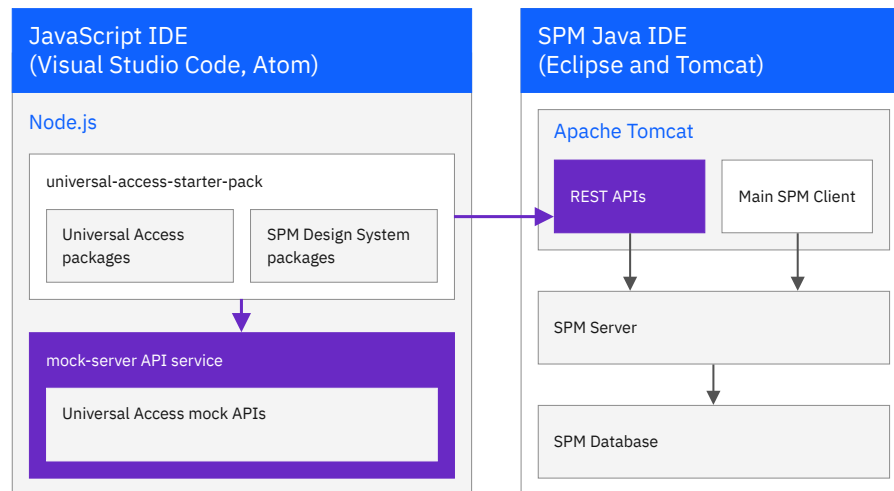 JavaScript IDE
(Visual Studio Code, Atom)
Node.js
universal-access-starter-pack
Universal Access
packages
SPM Design System
packages
mock-server API service
Universal Access mock APIs
SPM Java IDE
(Eclipse and Tomcat)
Apache Tomcat
REST APIs
Main SPM Client
SPM Server
SPM Database